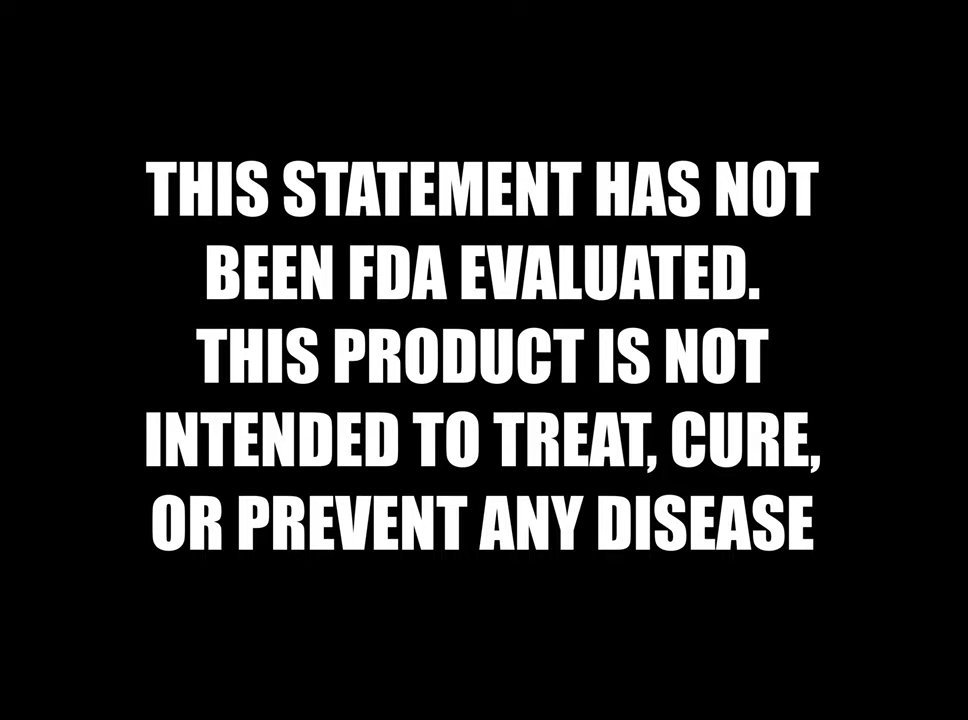 THIS STATEMENT HAS NOT
BEEN FDA EVALUATED.
THIS PRODUCT IS NOT
INTENDED TO TREAT, CURE,
OR PREVENT ANY DISEASE